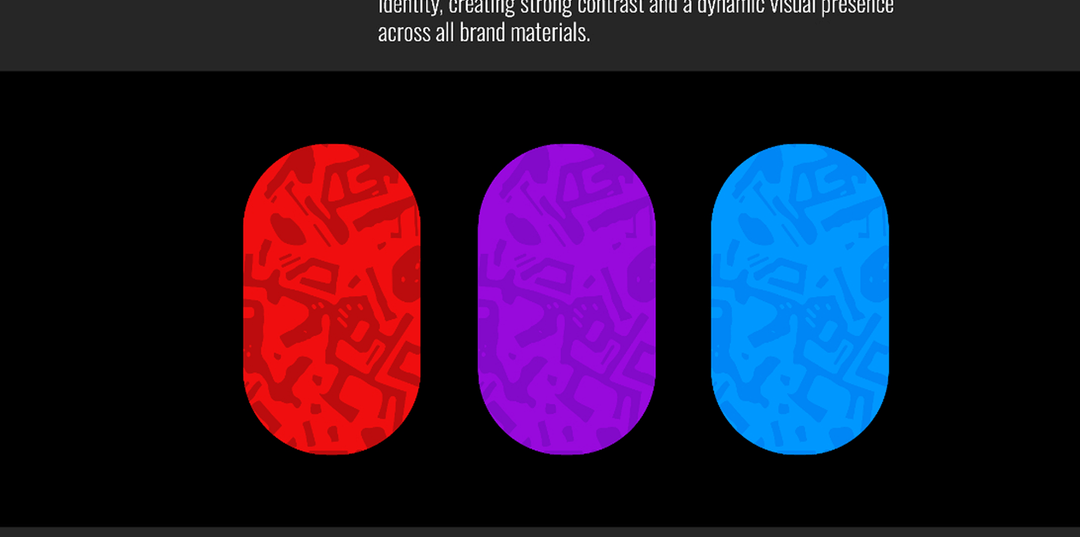 identity, creating strong contrast and a dynamic visual presence
across all brand materials.